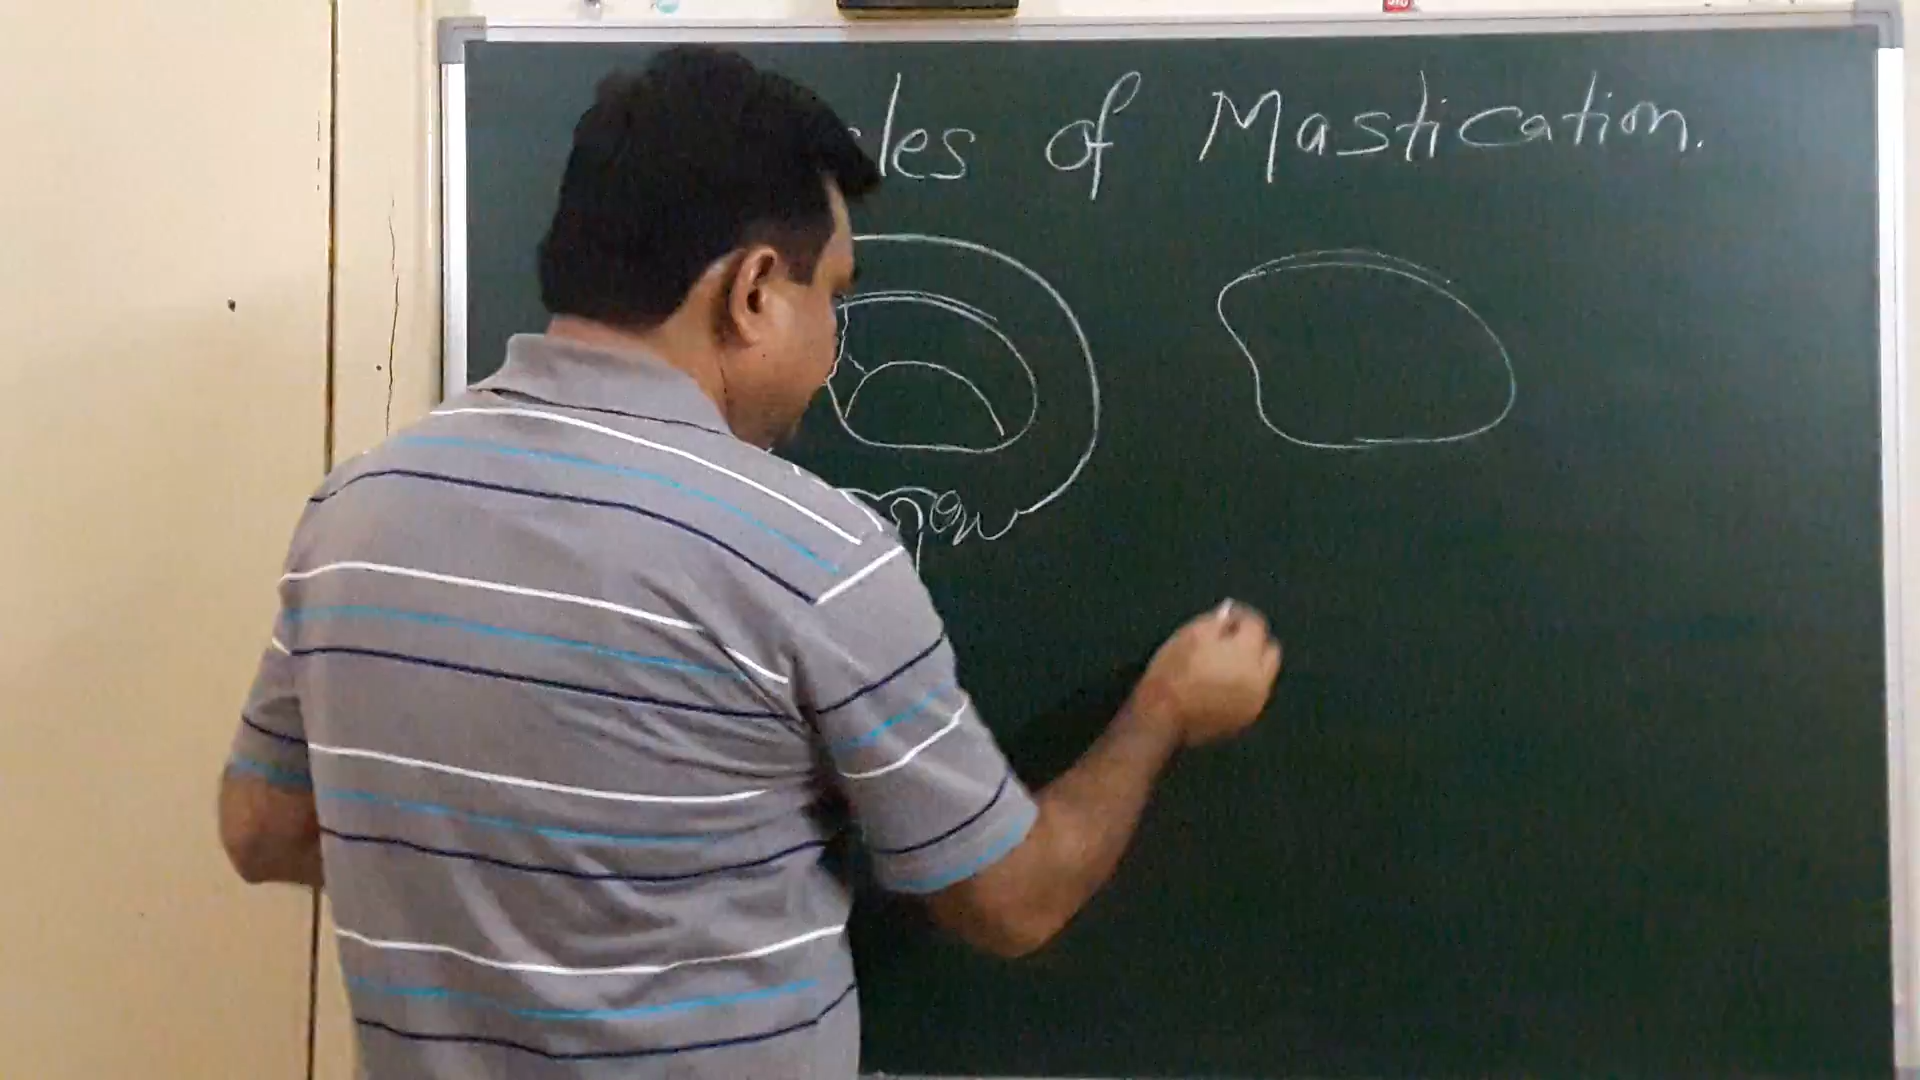 les of Mastication.